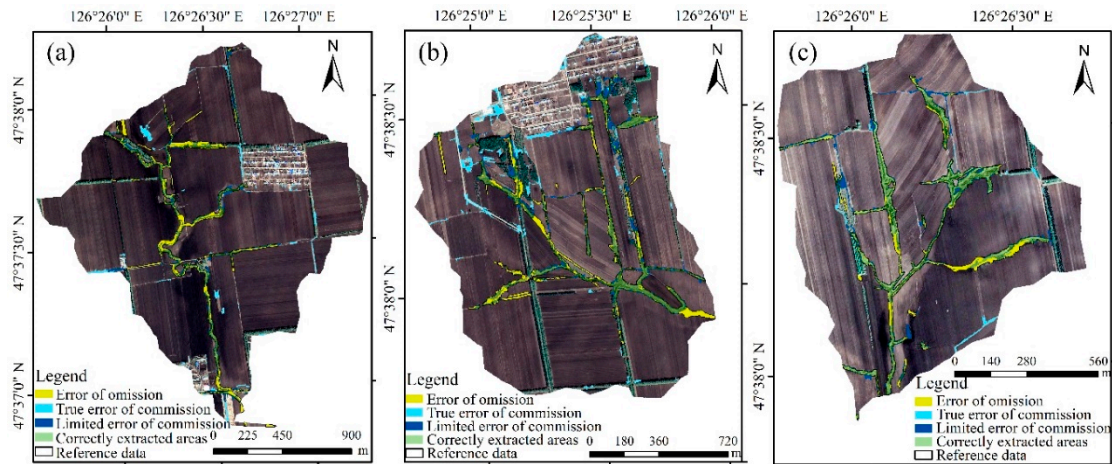 126°26'0" E 126°26'30" E 126°27'0" E
126°25'0" E 126°25'30" E 126°26'0" E
126°26'0" E 126°26'30" E
(a)
(b)
(c)
N
N
N
47°38'0" N
47°37'30" N
47°37'0" N
47°38'30" N
47°38'0" N
47°38'30" N
47°38'0" N
Legend
Error of omission
True error of commission
Limited error of commission
Correctly extracted areas
Reference data
0 225 450 900
m
Legend
Error of omission
True error of commission
Limited error of commission
Correctly extracted areas
Reference data
0 180 360 720
m
0 140 280 560
m
Legend
Error of omission
True error of commission
Limited error of commission
Correctly extracted areas
Reference data